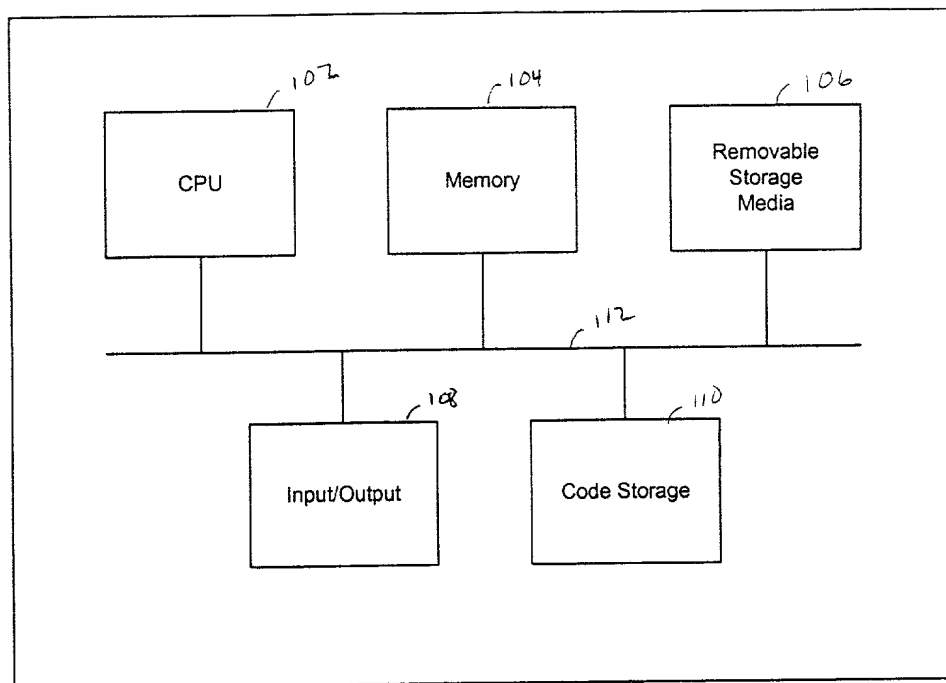 102
104
106
CPU
Memory
Removable
Storage
Media
112
108
110
Input/Output
Code Storage